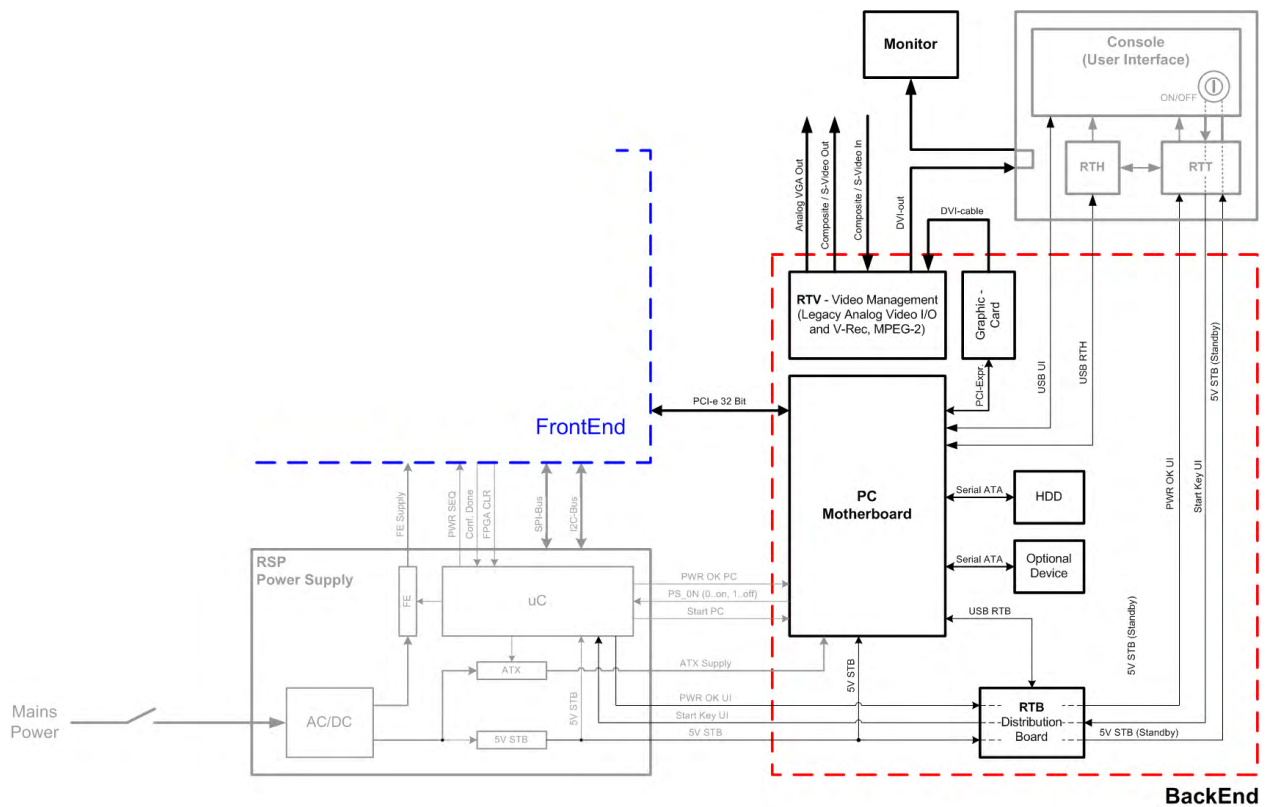 Monitor
Console
(User Interface)
ON/OFF
RTH
RTT
Analog VGA Out
Composite / S-Video Out
Composite / S-Video In
DVI-out
DVI-cable
RTV - Video Management
(Legacy Analog Video I/O
and V-Rec, MPEG-2)
Graphic -
Card
PCI-Expr.
USB UI
USB RTH
5V STB (Standby)
PCI-e 32 Bit
FrontEnd
PC
Motherboard
Serial ATA
HDD
Serial ATA
Optional
Device
USB RTB
PWR OK UI
Start Key UI
5V STB (Standby)
FE Supply
PWR SEQ
Conf. Done
FPGA CLR
SPI-Bus
I2C-Bus
RSP
Power Supply
FE
uC
PWR OK PC
PS_0N (0..on, 1..off)
Start PC
ATX
ATX Supply
5V STB
5V STB
Mains
Power
AC/DC
5V STB
PWR OK UI
Start Key UI
5V STB
RTB
Distribution
Board
5V STB (Standby)
BackEnd